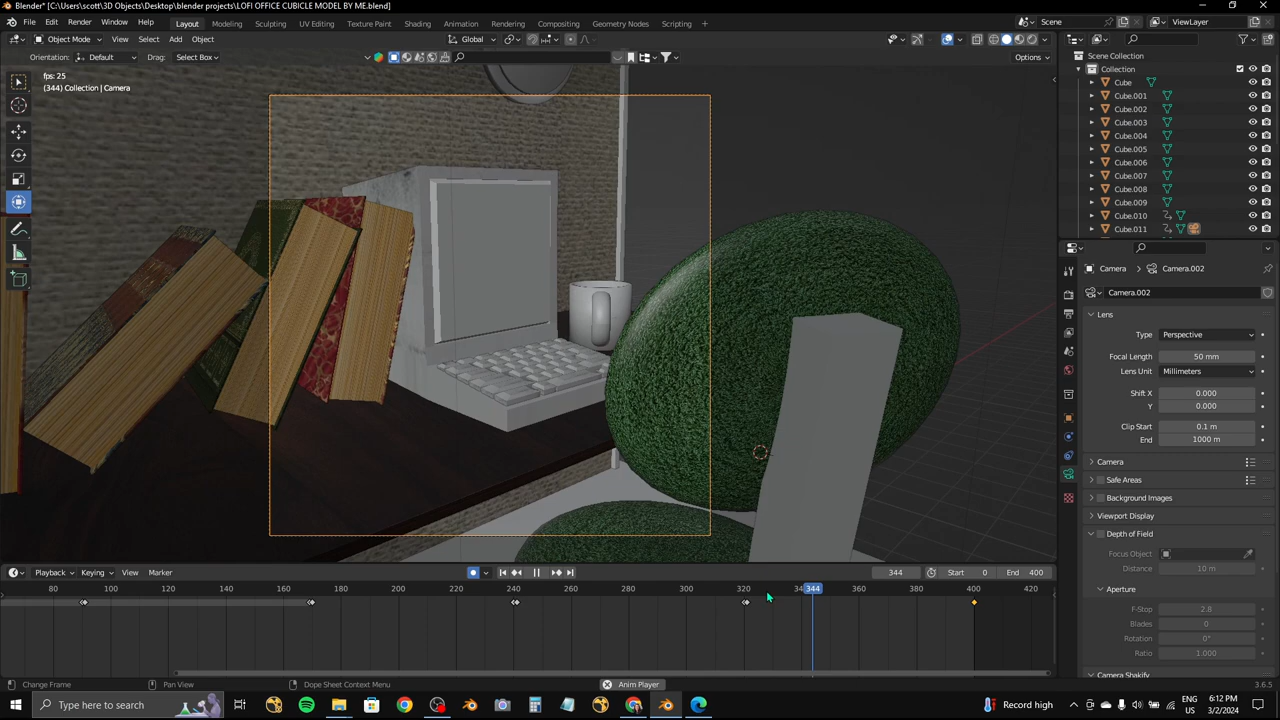 Blender* [C:\Users\scott\3D Objects\Desktop\blender projects\LOFI OFFICE CUBICLE MODEL BY ME.blend]
File Edit Render Window Help Layout Modeling Sculpting UV Editing Texture Paint Shading Animation Rendering Compositing Geometry Nodes Scripting Scene ViewLayer
Object Mode View Select Add Object Global
Orientation: Default Drag: Select Box Options
Scene Collection
Collection
Cube
Cube.001
Cube.002
Cube.003
Cube.004
Cube.005
Cube.006
Cube.007
Cube.008
Cube.009
Cube.010
Cube.011
fps: 25
(344) Collection | Camera
Camera Camera.002
Camera.002
Lens
Type Perspective
Focal Length 50 mm
Lens Unit Millimeters
Shift X 0.000
Y 0.000
Clip Start 0.1 m
End 1000 m
Camera
Safe Areas
Background Images
Viewport Display
Depth of Field
Focus Object
Distance 10 m
Aperture
F-Stop 2.8
Blades 0
Rotation 0°
Ratio 1.000
Camera Shakify
Playback Keying View Marker 344 Start 0 End 400
80 100 120 140 160 180 200 220 240 260 280 300 320 344 360 380 400 420
Change Frame Pan View Dope Sheet Context Menu Anim Player 3.6.5
Type here to search Record high ENG 6:12 PM
US 3/2/2024